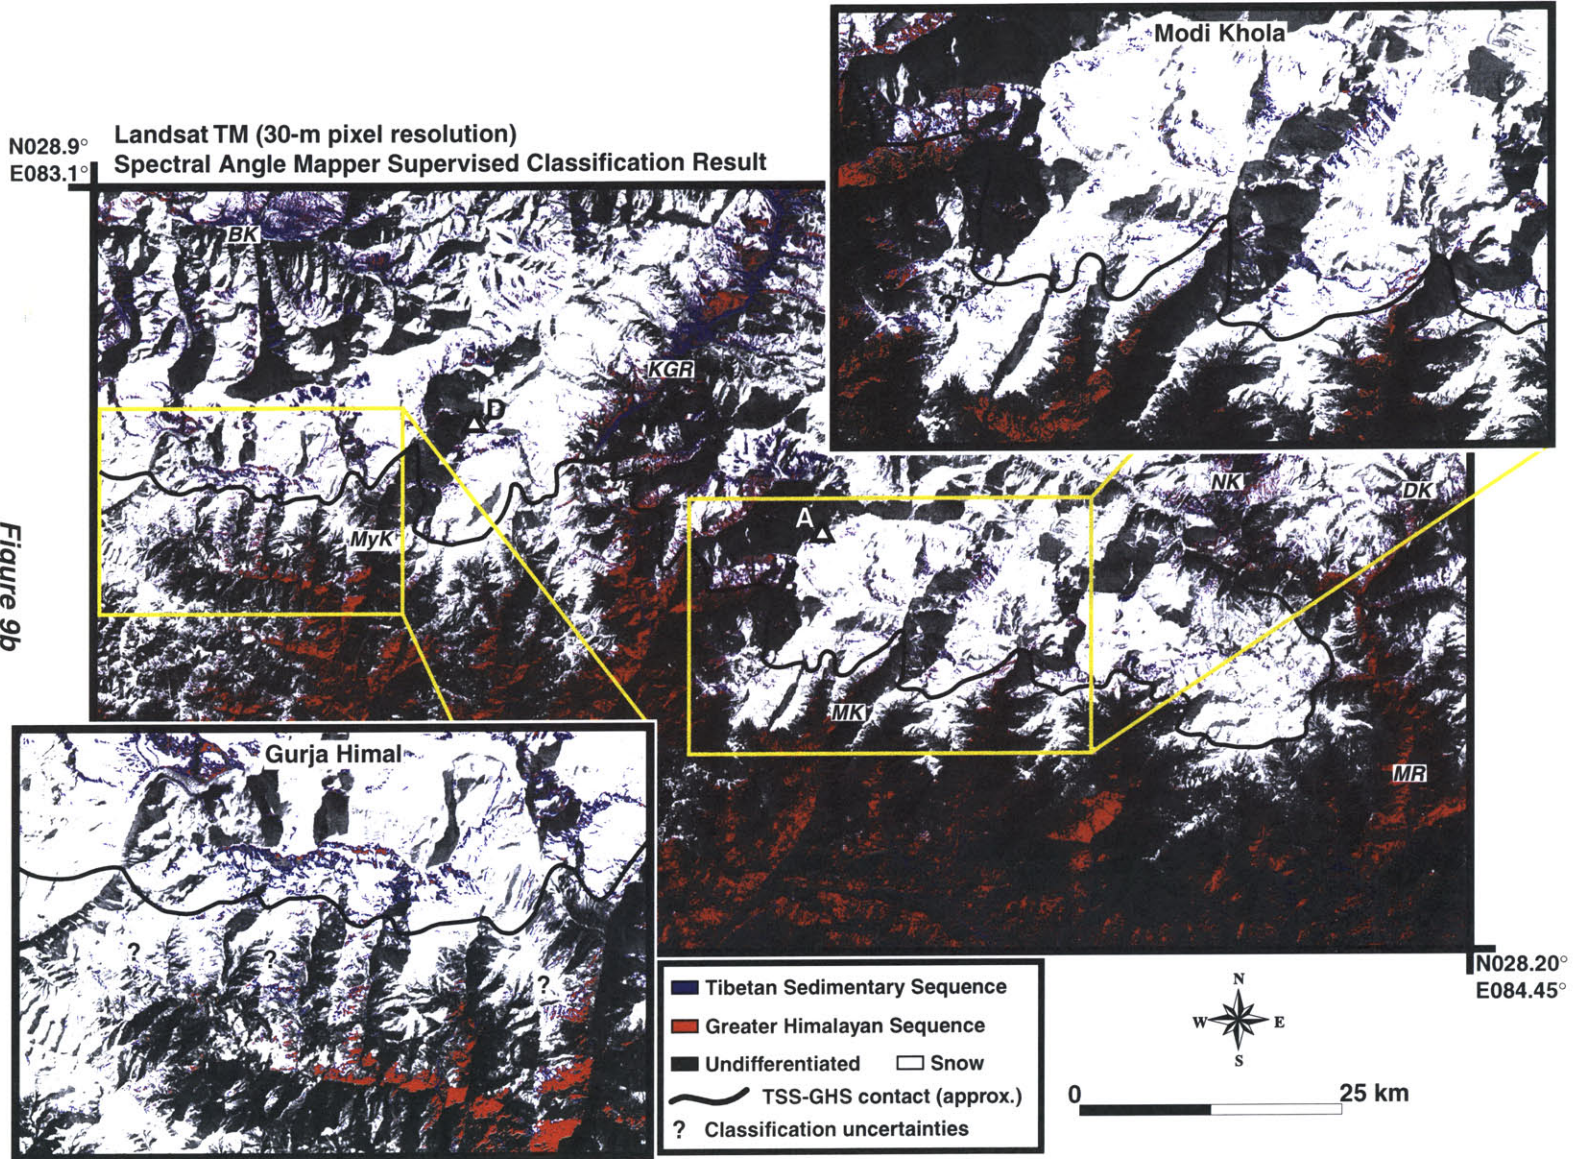 Modi Khola
?
N028.9°
E083.1°
Landsat TM (30-m pixel resolution)
Spectral Angle Mapper Supervised Classification Result
BK
KGR
D
MyK
A
NK
DK
MK
MR
Figure 9b
Gurja Himal
?
?
?
N028.20°
E084.45°
Tibetan Sedimentary Sequence
Greater Himalayan Sequence
Undifferentiated Snow
TSS-GHS contact (approx.)
? Classification uncertainties
N
W E
S
0 25 km